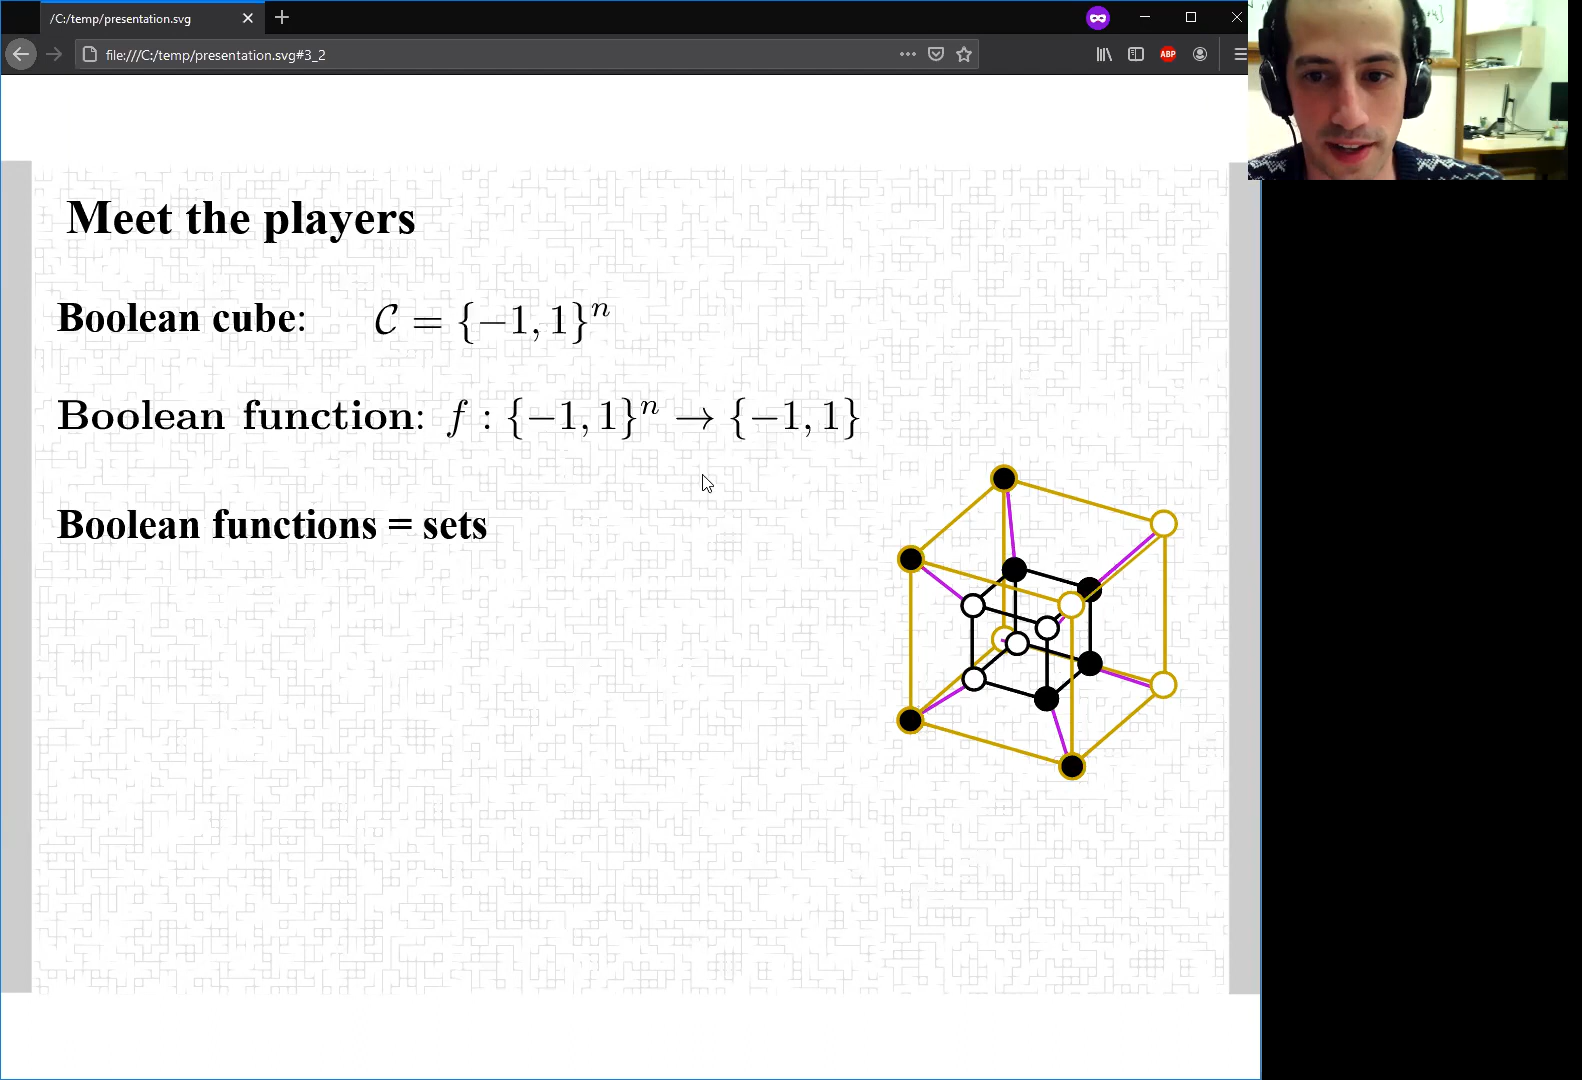 /C:/temp/presentation.svg
file:///C:/temp/presentation.svg#3_2
ABP
Meet the players
Boolean cube: 𝒞 = {−1, 1}ⁿ
Boolean function: f : {−1, 1}ⁿ → {−1, 1}
Boolean functions = sets